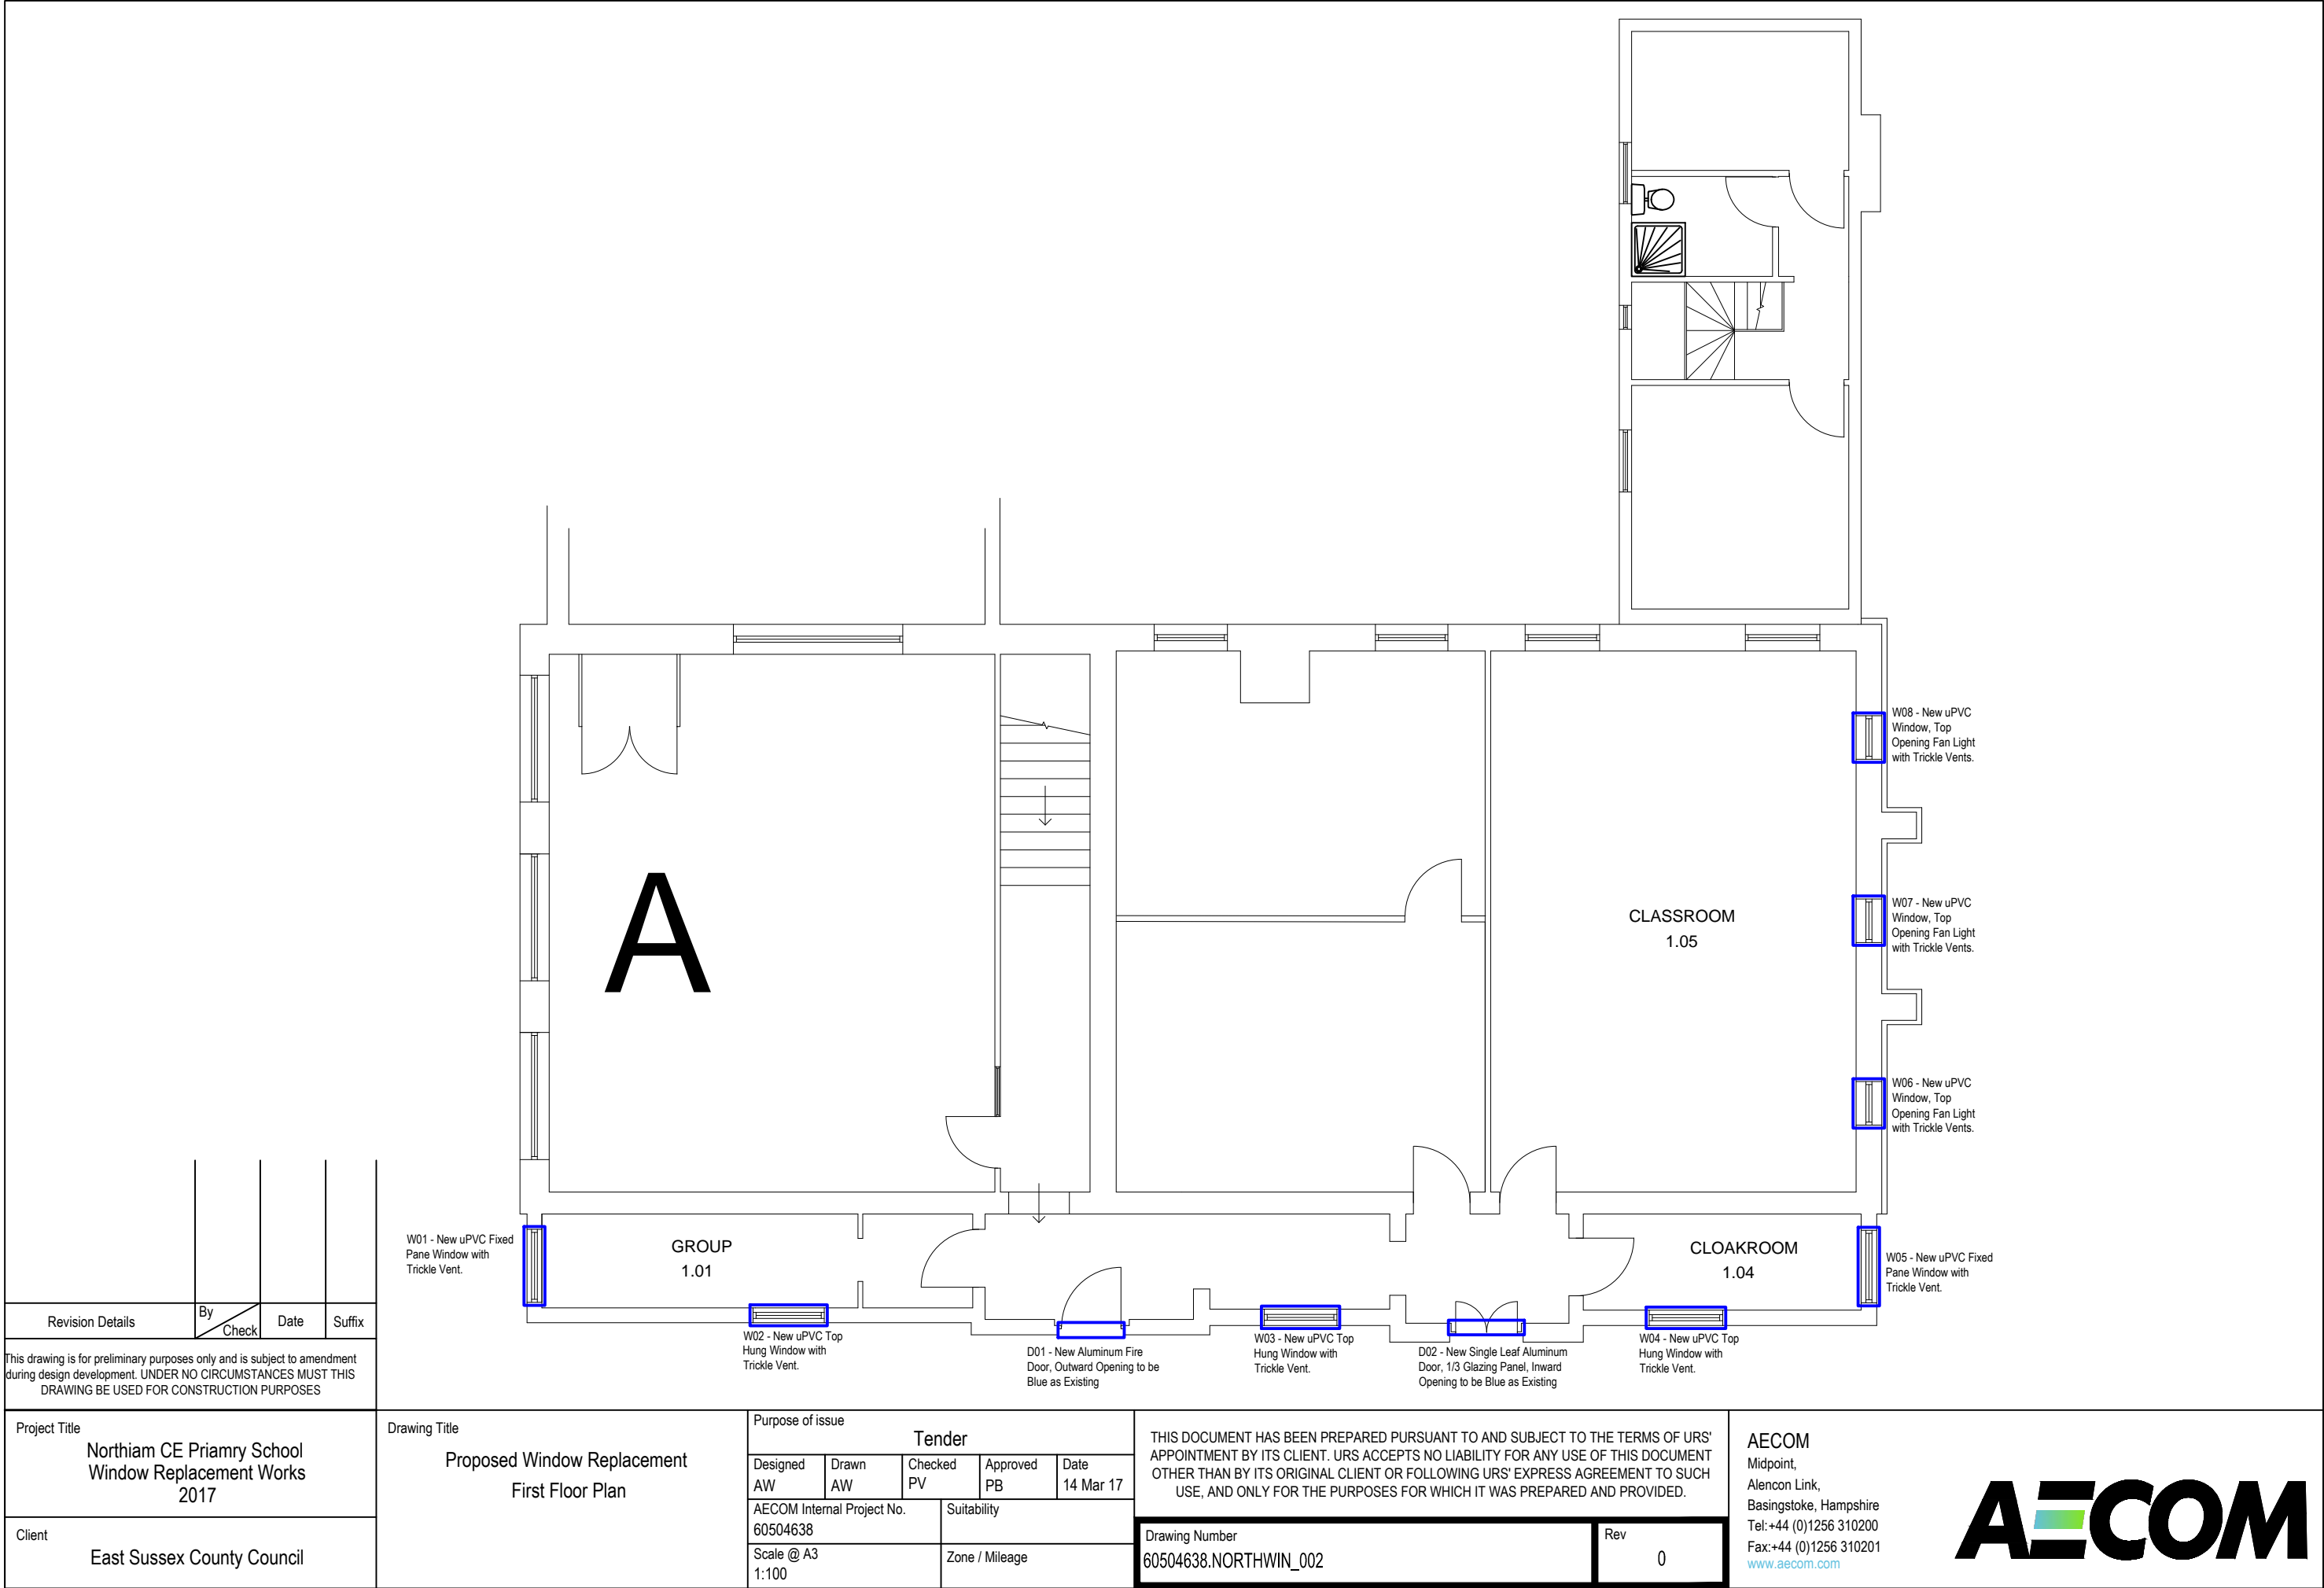 W08 - New uPVC
Window, Top
Opening Fan Light
with Trickle Vents.
A
CLASSROOM
1.05
W07 - New uPVC
Window, Top
Opening Fan Light
with Trickle Vents.
W06 - New uPVC
Window, Top
Opening Fan Light
with Trickle Vents.
W01 - New uPVC Fixed
Pane Window with
Trickle Vent.
GROUP
1.01
CLOAKROOM
1.04
W05 - New uPVC Fixed
Pane Window with
Trickle Vent.
W02 - New uPVC Top
Hung Window with
Trickle Vent.
D01 - New Aluminum Fire
Door, Outward Opening to be
Blue as Existing
W03 - New uPVC Top
Hung Window with
Trickle Vent.
D02 - New Single Leaf Aluminum
Door, 1/3 Glazing Panel, Inward
Opening to be Blue as Existing
W04 - New uPVC Top
Hung Window with
Trickle Vent.
Revision Details
By
Check
Date
Suffix
This drawing is for preliminary purposes only and is subject to amendment
during design development. UNDER NO CIRCUMSTANCES MUST THIS
DRAWING BE USED FOR CONSTRUCTION PURPOSES
Project Title
Northiam CE Priamry School
Window Replacement Works
2017
Client
East Sussex County Council
Drawing Title
Proposed Window Replacement
First Floor Plan
Purpose of issue
Tender
Designed
AW
Drawn
AW
Checked
PV
Approved
PB
Date
14 Mar 17
AECOM Internal Project No.
60504638
Suitability
Scale @ A3
1:100
Zone / Mileage
THIS DOCUMENT HAS BEEN PREPARED PURSUANT TO AND SUBJECT TO THE TERMS OF URS'
APPOINTMENT BY ITS CLIENT. URS ACCEPTS NO LIABILITY FOR ANY USE OF THIS DOCUMENT
OTHER THAN BY ITS ORIGINAL CLIENT OR FOLLOWING URS' EXPRESS AGREEMENT TO SUCH
USE, AND ONLY FOR THE PURPOSES FOR WHICH IT WAS PREPARED AND PROVIDED.
Drawing Number
60504638.NORTHWIN_002
Rev
0
AECOM
Midpoint,
Alencon Link,
Basingstoke, Hampshire
Tel:+44 (0)1256 310200
Fax:+44 (0)1256 310201
www.aecom.com
AECOM